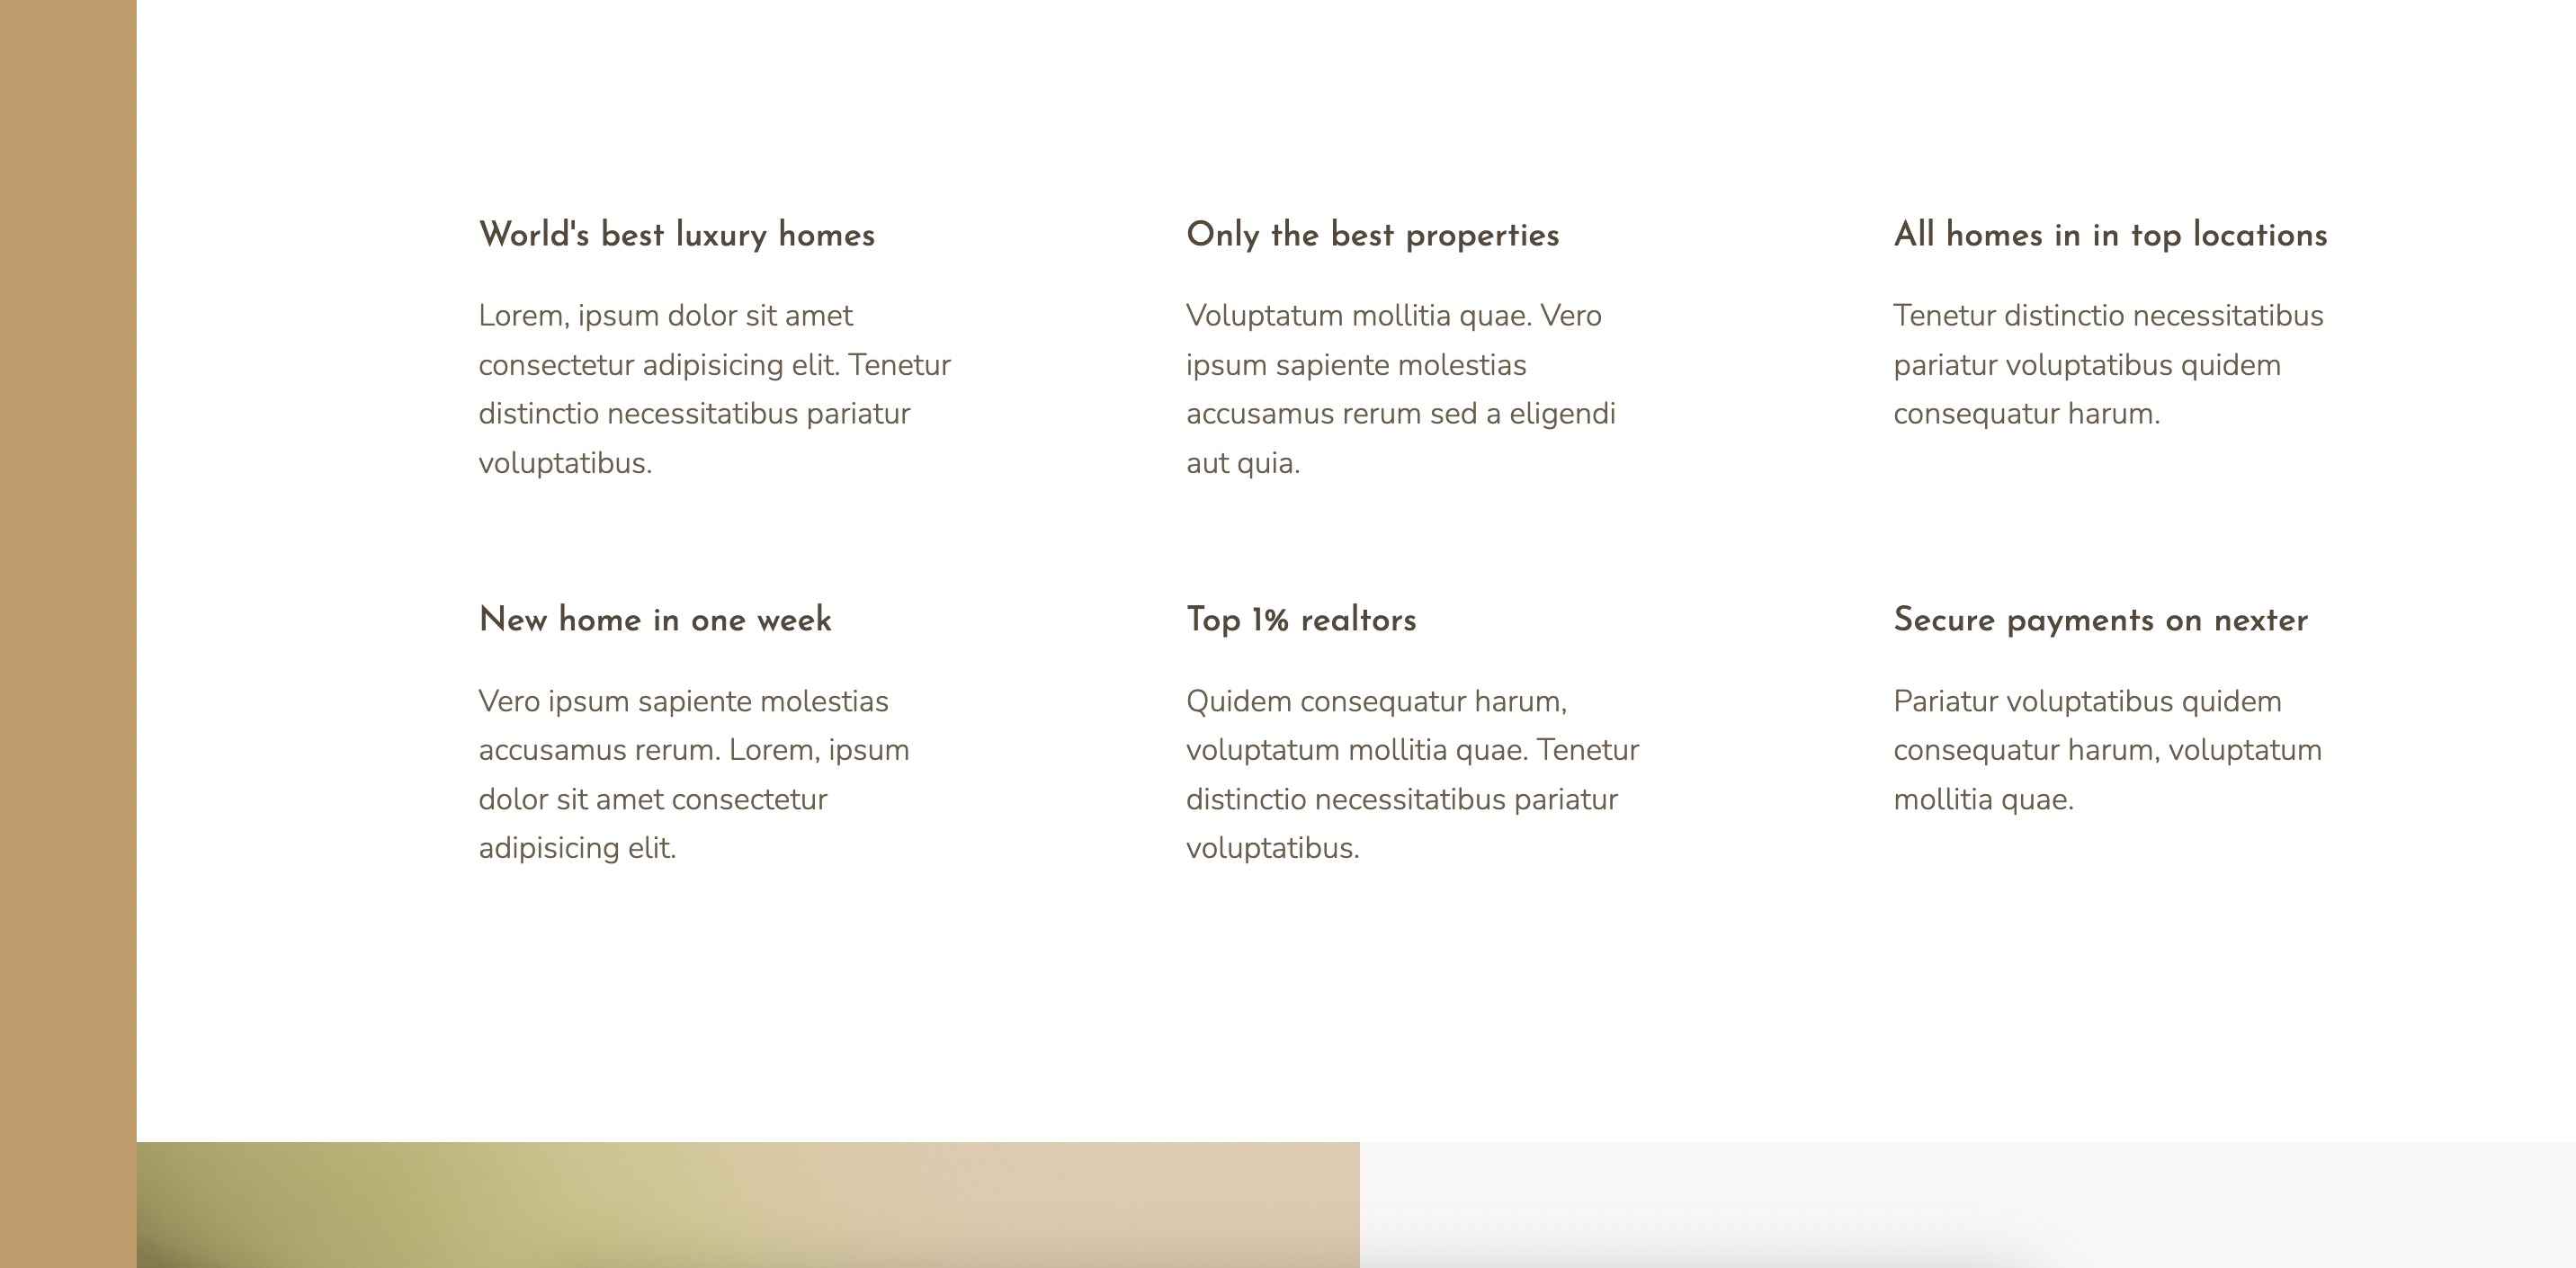 World's best luxury homes
Lorem, ipsum dolor sit amet
consectetur adipisicing elit. Tenetur
distinctio necessitatibus pariatur
voluptatibus.
Only the best properties
Voluptatum mollitia quae. Vero
ipsum sapiente molestias
accusamus rerum sed a eligendi
aut quia.
All homes in in top locations
Tenetur distinctio necessitatibus
pariatur voluptatibus quidem
consequatur harum.
New home in one week
Vero ipsum sapiente molestias
accusamus rerum. Lorem, ipsum
dolor sit amet consectetur
adipisicing elit.
Top 1% realtors
Quidem consequatur harum,
voluptatum mollitia quae. Tenetur
distinctio necessitatibus pariatur
voluptatibus.
Secure payments on nexter
Pariatur voluptatibus quidem
consequatur harum, voluptatum
mollitia quae.